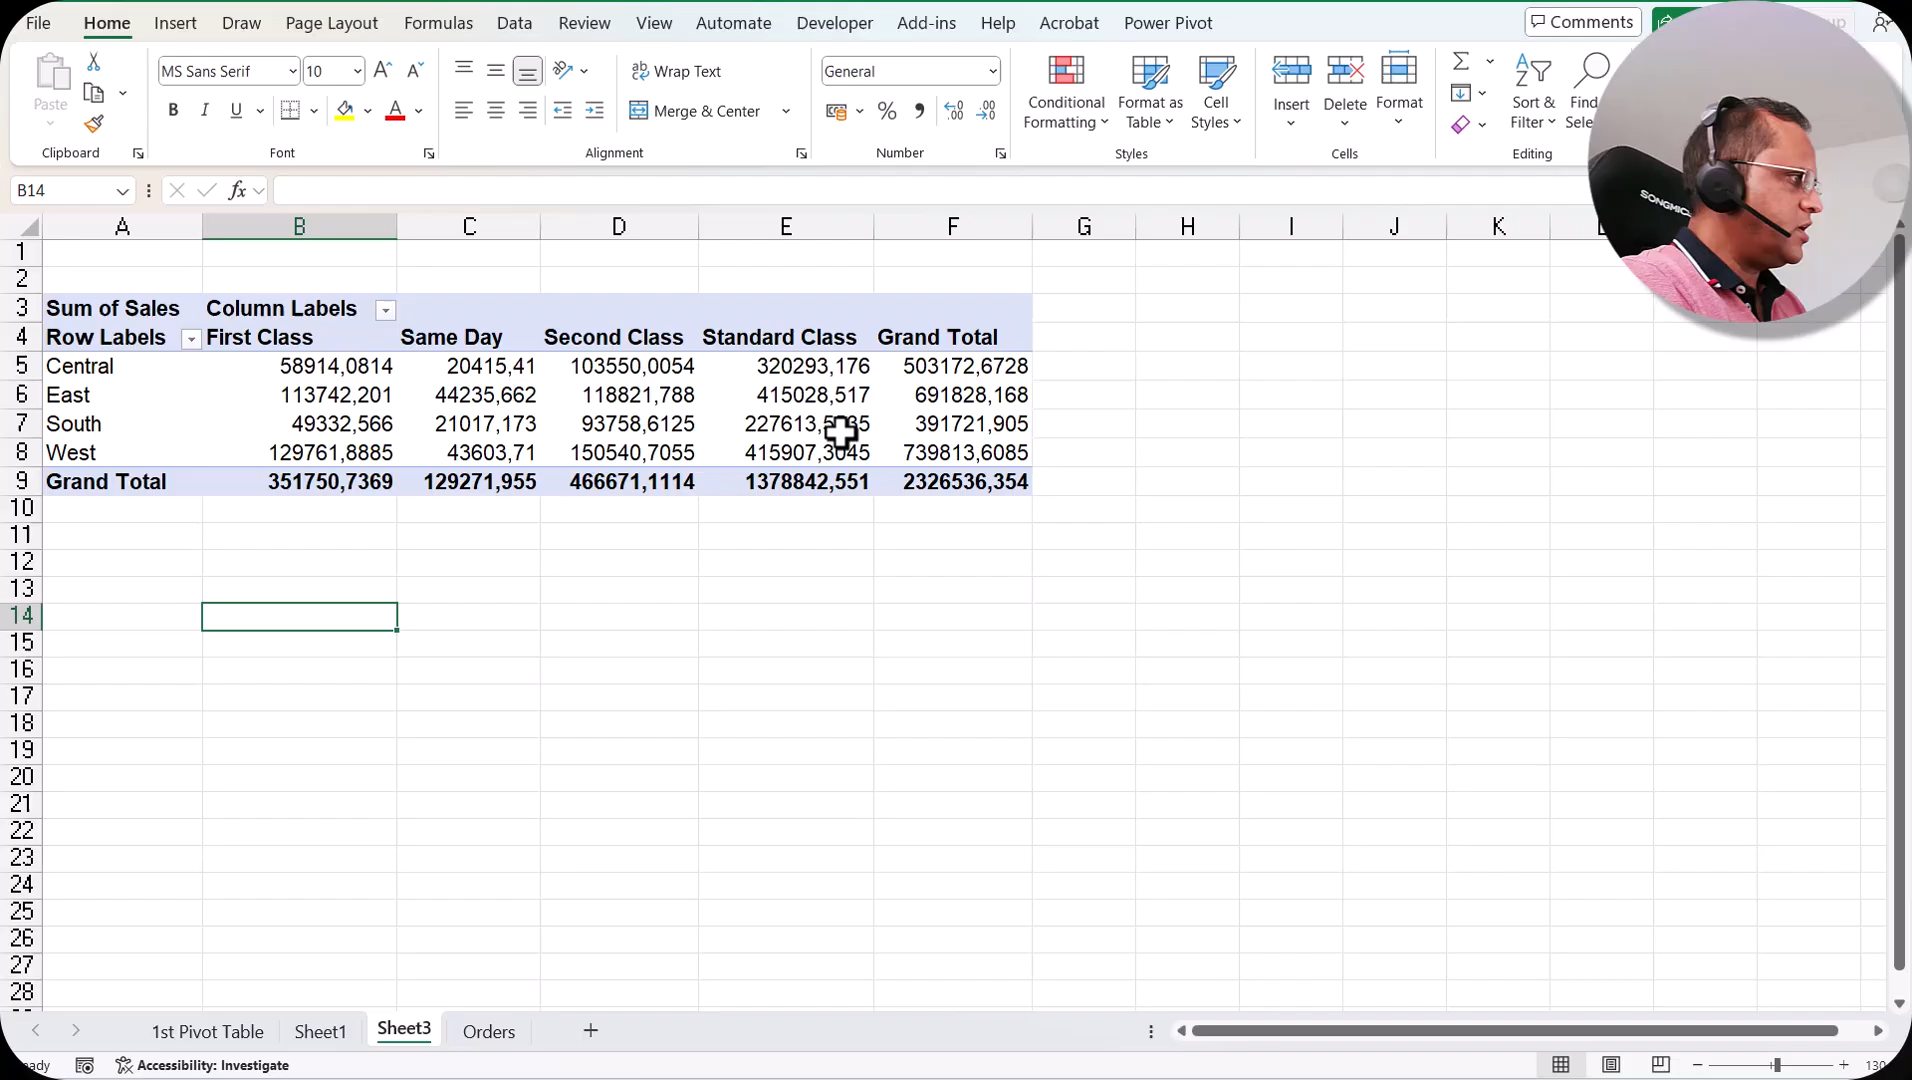 File Home Insert Draw Page Layout Formulas Data Review View Automate Developer Add-ins Help Acrobat Power Pivot Comments
MS Sans Serif 10 Wrap Text General
Paste B I U A Merge & Center Conditional Formatting Format as Table Cell Styles Insert Delete Format Sort & Filter
Clipboard Font Alignment Number Styles Cells Editing
B14 fx
A B C D E F G H I J K
1
2
3 Sum of Sales Column Labels
4 Row Labels First Class Same Day Second Class Standard Class Grand Total
5 Central 58914,0814 20415,41 103550,0054 320293,176 503172,6728
6 East 113742,201 44235,662 118821,788 415028,517 691828,168
7 South 49332,566 21017,173 93758,6125 391721,905
8 West 129761,8885 43603,71 150540,7055 415907,3045 739813,6085
9 Grand Total 351750,7369 129271,955 466671,1114 1378842,551 2326536,354
10
11
12
13
14
15
16
17
18
19
20
21
22
23
24
25
26
27
28
1st Pivot Table Sheet1 Sheet3 Orders
Accessibility: Investigate
SONGMICS